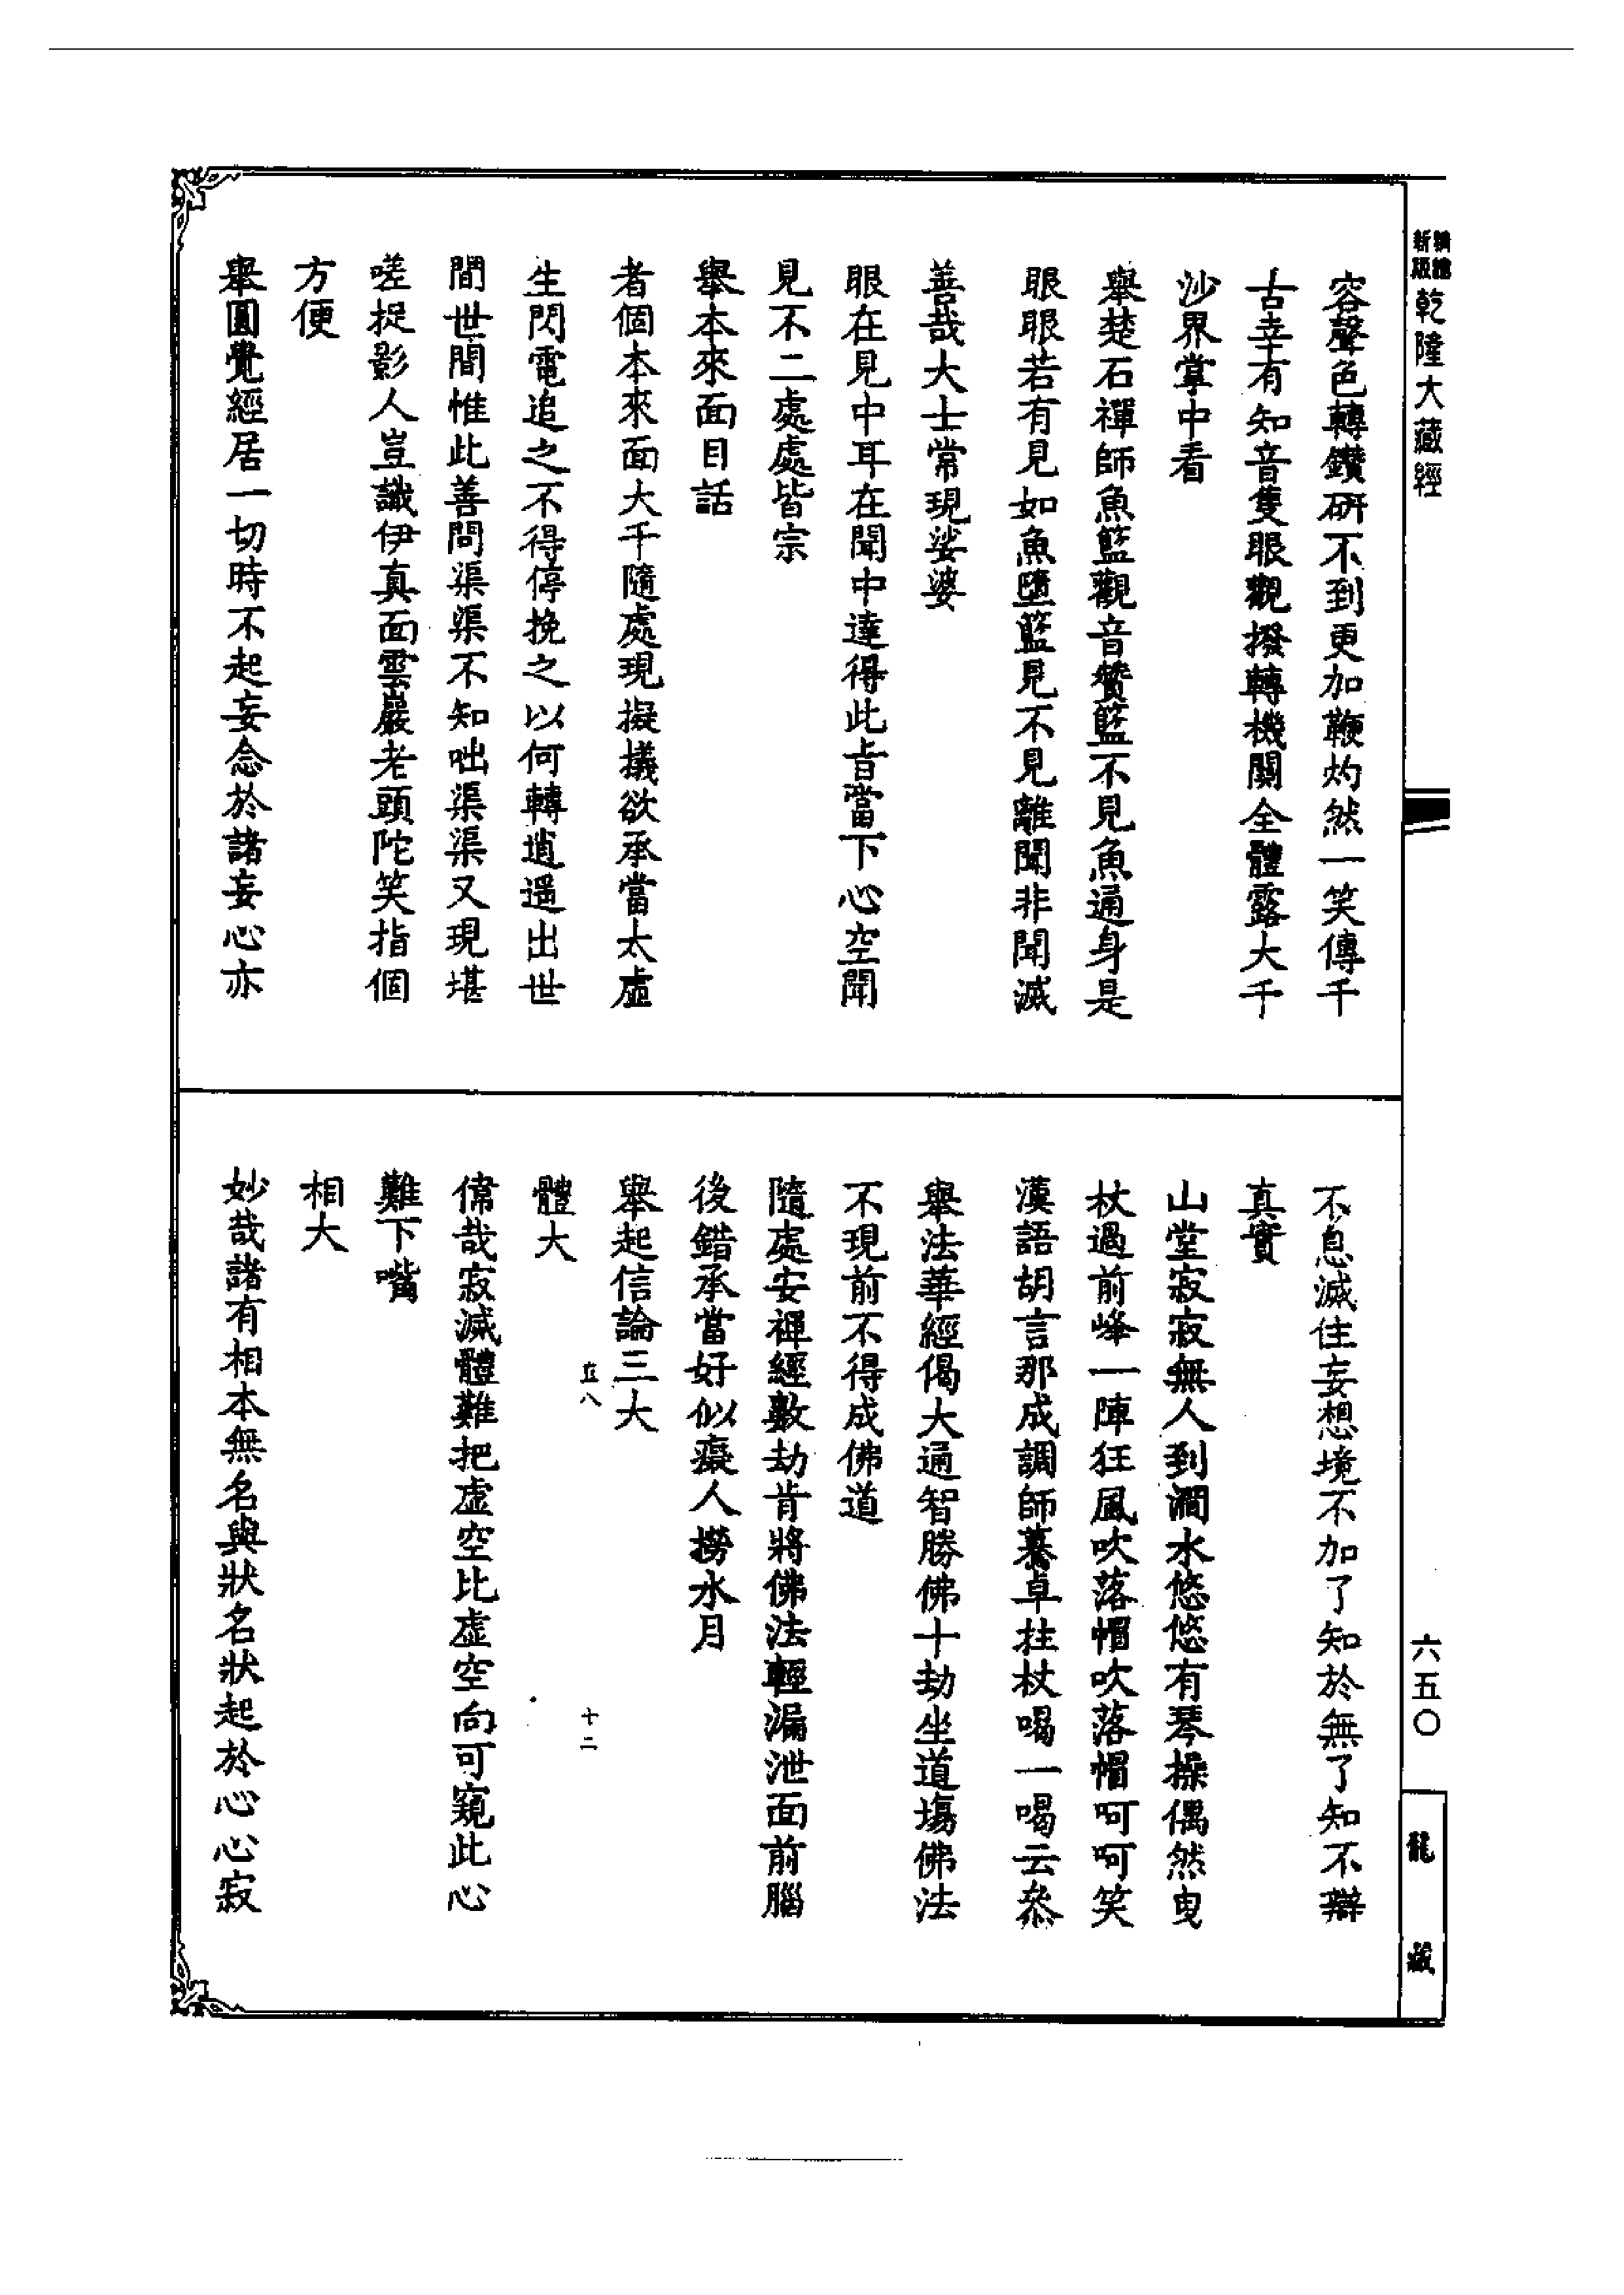 新版
乾隆大藏經
容聲色轉鑽研不到更加鞭灼然一笑傳千
古幸有知音隻眼觀撥轉機關全體露大千
沙界掌中看
舉楚石禪師魚籃觀音贊籃不見魚通身是
眼眼若有見如魚墮籃見不見離聞非聞滅
善哉大士常現娑婆
眼在見中耳在聞中達得此旨當下心空聞
見不二處處皆宗
舉本來面目話
者個本來面大千隨處現擬議欲承當太虛
生閃電追之不得停挽之以何轉逍遥出世
間世間惟此善問渠渠不知咄渠渠又現堪
嗟捉影人豈識伊真面雲巖老頭陀笑指個
方便
舉圓覺經居一切時不起妄念於諸妄心亦
不息滅住妄想境不加了知於無了知不辯
真實
山堂寂寂無人到澗水悠悠有琴操偶然曳
杖過前峰一陣狂風吹落帽吹落帽呵呵笑
漢語胡言那成調師驀卓拄杖喝一喝云叅
舉法華經偈大通智勝佛十劫坐道場佛法
不現前不得成佛道
隨處安禪經數劫肯將佛法輕漏泄面前腦
後錯承當好似癡人撈水月
舉起信論三大
十二
體大
偉哉寂滅體難把虛空比虛空向可窺此心
難下嘴
相大
妙哉諸有相本無名與狀名狀起於心心寂
六五〇
龍藏